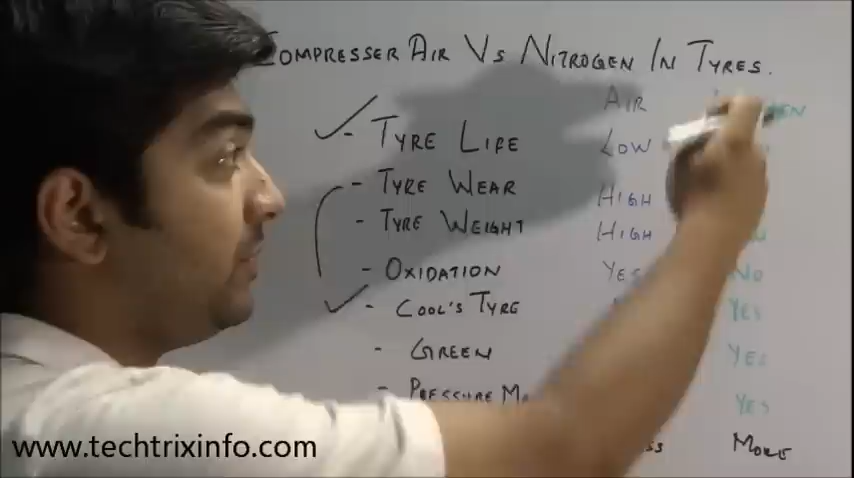 COMPRESSER AIR VS NITROGEN IN TYRES.
AIR
- TYRE LIFE LOW
- TYRE WEAR HIGH
- TYRE WEIGHT HIGH
- OXIDATION YES NO
- COOL'S TYRE YES
- GREEN YES
- PRESSURE YES
MORE
www.techtrixinfo.com